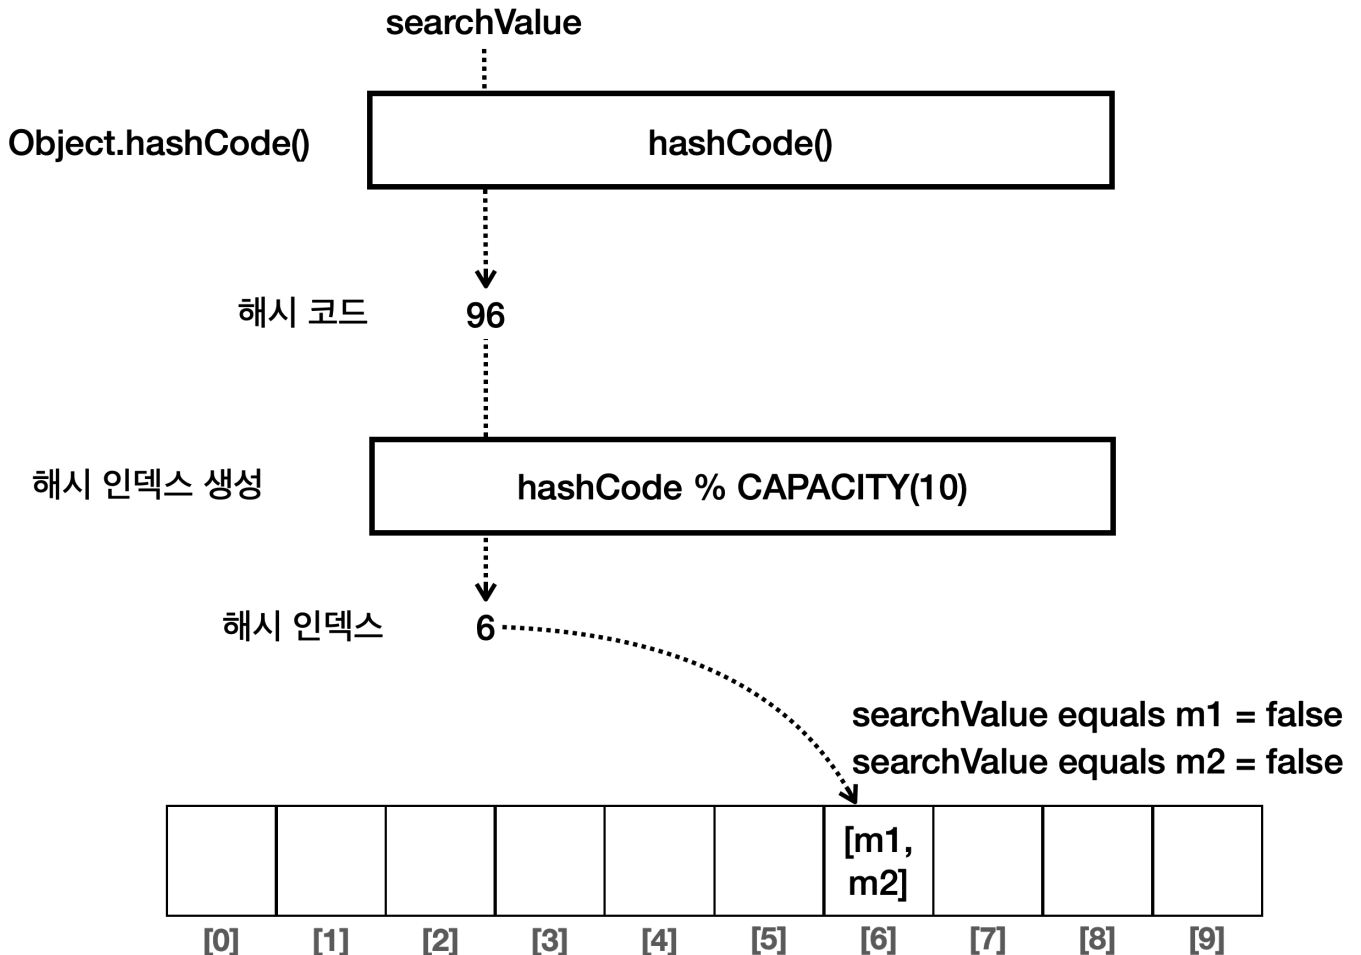 searchValue
Object.hashCode()
hashCode()
해시 코드
96
해시 인덱스 생성
hashCode % CAPACITY(10)
해시 인덱스
6
searchValue equals m1 = false
searchValue equals m2 = false
[m1,
m2]
[0] [1] [2] [3] [4] [5] [6] [7] [8] [9]